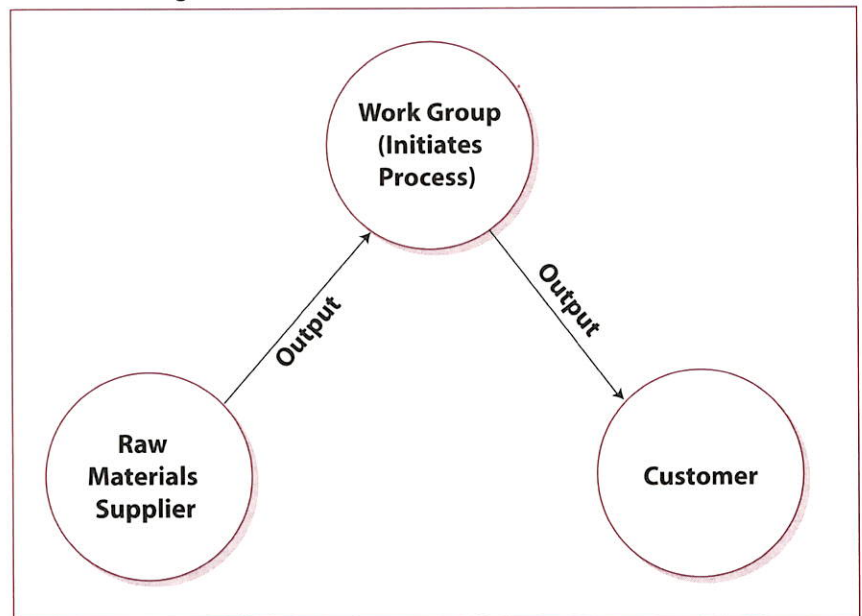 Work Group
(Initiates
Process)
Output
Output
Raw
Materials
Supplier
Customer